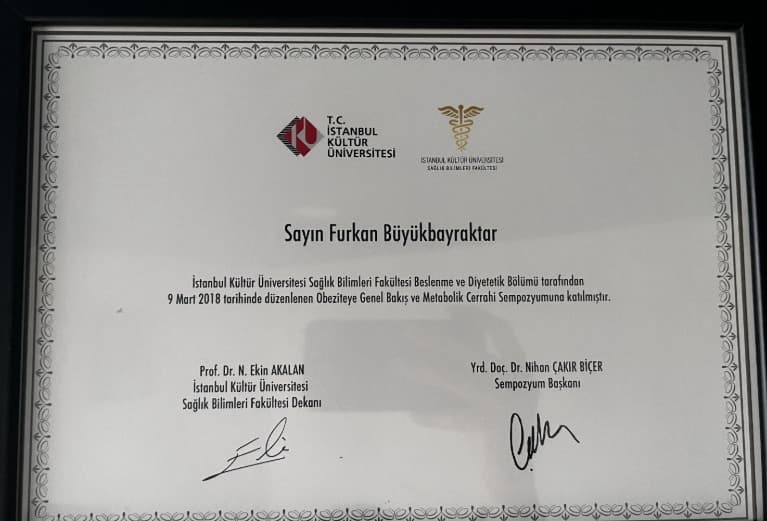 T.C.
İSTANBUL
KÜLTÜR
ÜNİVERSİTESİ
İSTANBUL KÜLTÜR ÜNİVERSİTESİ
SAĞLIK BİLİMLERİ FAKÜLTESİ
Sayın Furkan Büyükbayraktar
İstanbul Kültür Üniversitesi Sağlık Bilimleri Fakültesi Beslenme ve Diyetetik Bölümü tarafından
9 Mart 2018 tarihinde düzenlenen Obeziteye Genel Bakış ve Metabolik Cerrahi Sempozyumuna katılmıştır.
Prof. Dr. N. Ekin AKALAN
İstanbul Kültür Üniversitesi
Sağlık Bilimleri Fakültesi Dekanı
Yrd. Doç. Dr. Nihan ÇAKIR BİÇER
Sempozyum Başkanı